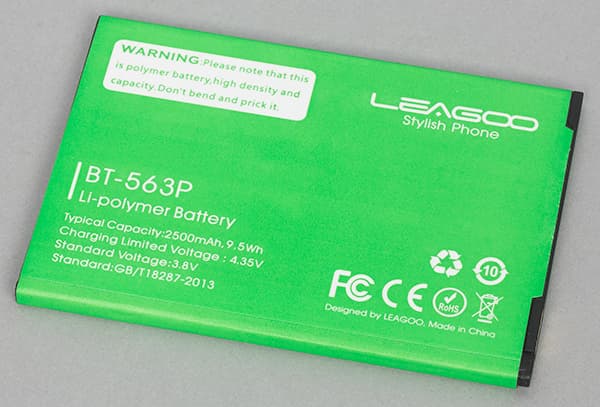 WARNING: Please note that this
is polymer battery,high density and
capacity.Don't bend and prick it.
LEAGOO
Stylish Phone
BT-563P
LI-polymer Battery
Typical Capacity:2500mAh, 9.5Wh
Charging Limited Voltage : 4.35V
Standard Voltage:3.8V
Standard:GB/T18287-2013
10
FC CE RoHS
Designed by LEAGOO, Made in China